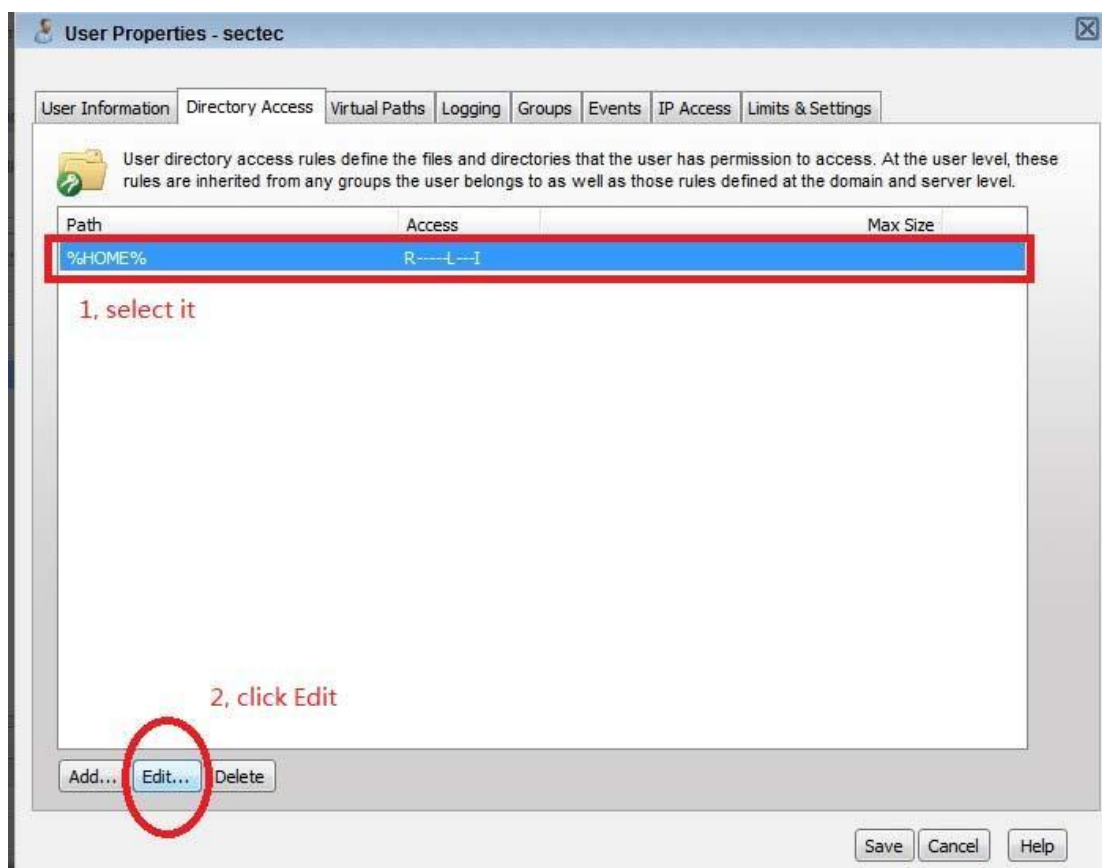 User Properties - sectec
User Information Directory Access Virtual Paths Logging Groups Events IP Access Limits & Settings
User directory access rules define the files and directories that the user has permission to access. At the user level, these
rules are inherited from any groups the user belongs to as well as those rules defined at the domain and server level.
Path Access Max Size
%HOME% R-----L---I
1, select it
2, click Edit
Add... Edit... Delete
Save Cancel Help